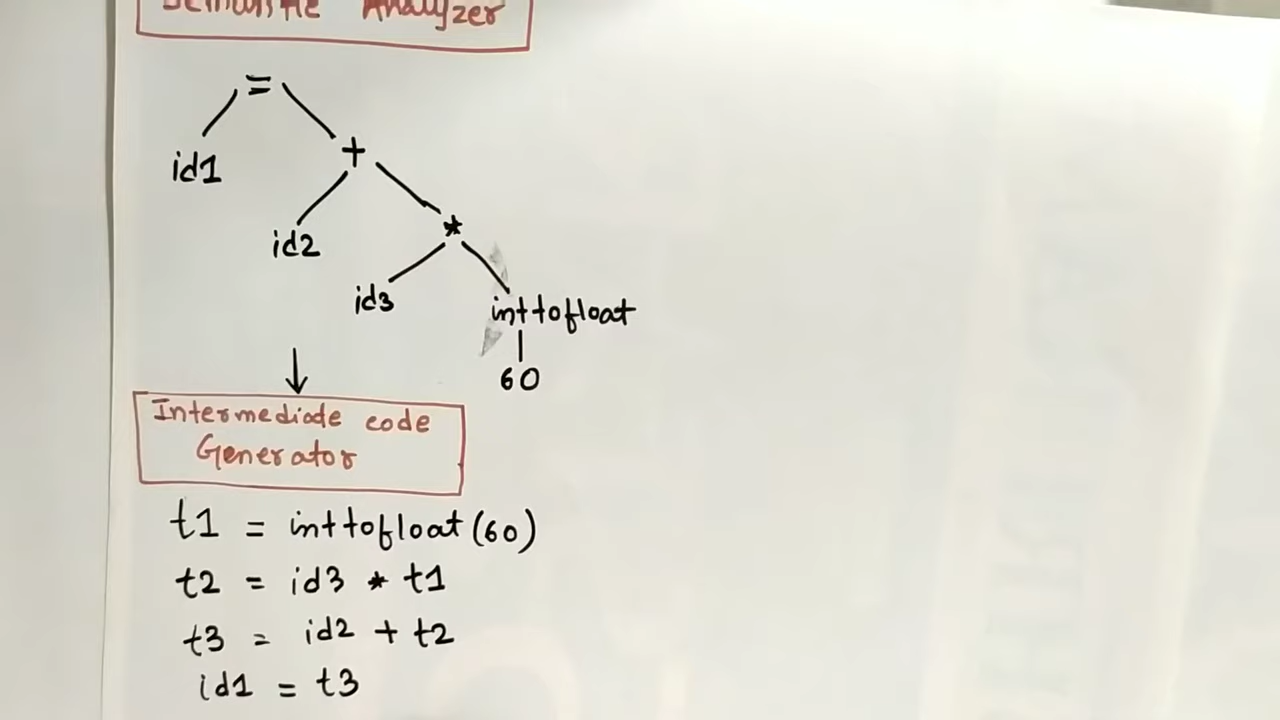 Analyzer
=
id1
+
id2
*
id3
inttofloat
60
Intermediate code
Generator
t1 = inttofloat(60)
t2 = id3 * t1
t3 = id2 + t2
id1 = t3